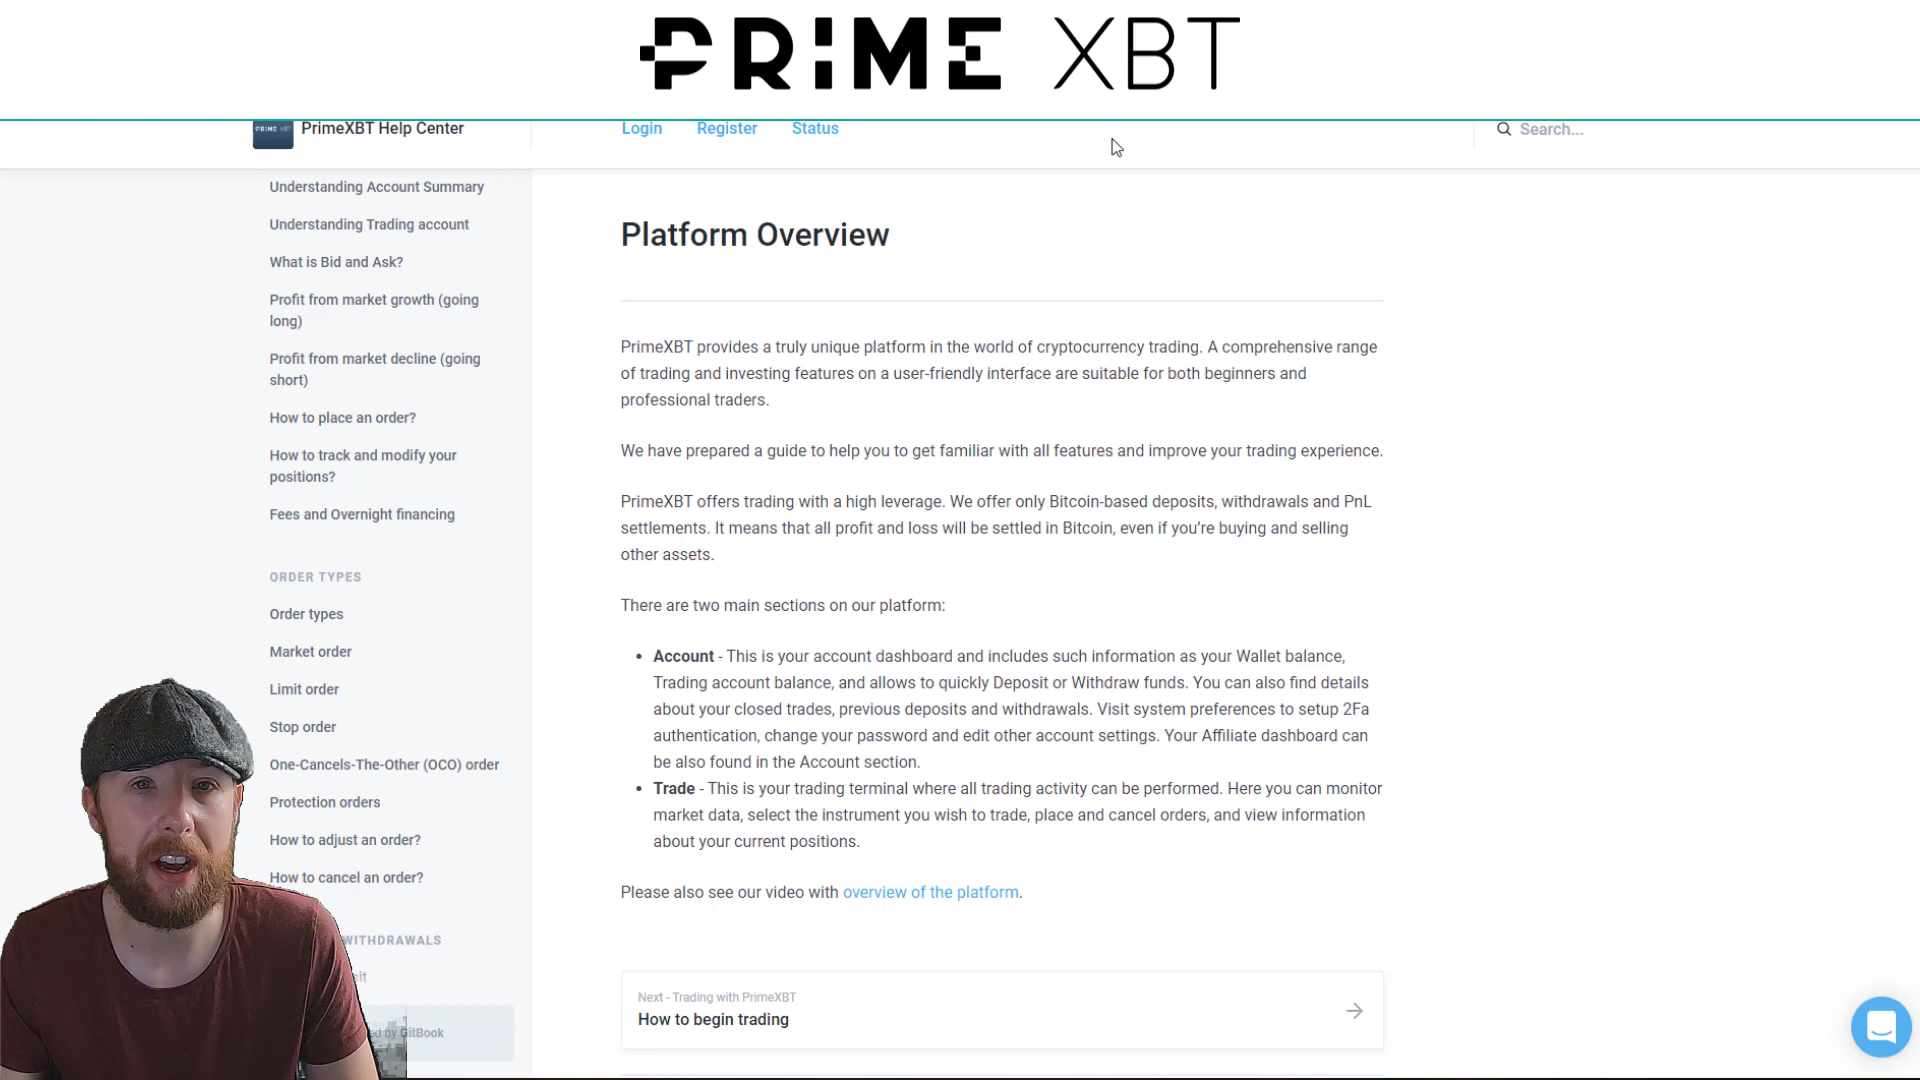 PRIME XBT
PRIME XBT
PrimeXBT Help Center
Login
Register
Status
Search...
Understanding Account Summary
Understanding Trading account
What is Bid and Ask?
Profit from market growth (going
long)
Profit from market decline (going
short)
How to place an order?
How to track and modify your
positions?
Fees and Overnight financing
ORDER TYPES
Order types
Market order
Limit order
Stop order
One-Cancels-The-Other (OCO) order
Protection orders
How to adjust an order?
How to cancel an order?
WITHDRAWALS
by GitBook
Platform Overview
PrimeXBT provides a truly unique platform in the world of cryptocurrency trading. A comprehensive range
of trading and investing features on a user-friendly interface are suitable for both beginners and
professional traders.
We have prepared a guide to help you to get familiar with all features and improve your trading experience.
PrimeXBT offers trading with a high leverage. We offer only Bitcoin-based deposits, withdrawals and PnL
settlements. It means that all profit and loss will be settled in Bitcoin, even if you’re buying and selling
other assets.
There are two main sections on our platform:
• Account - This is your account dashboard and includes such information as your Wallet balance,
Trading account balance, and allows to quickly Deposit or Withdraw funds. You can also find details
about your closed trades, previous deposits and withdrawals. Visit system preferences to setup 2Fa
authentication, change your password and edit other account settings. Your Affiliate dashboard can
be also found in the Account section.
• Trade - This is your trading terminal where all trading activity can be performed. Here you can monitor
market data, select the instrument you wish to trade, place and cancel orders, and view information
about your current positions.
Please also see our video with overview of the platform.
Next - Trading with PrimeXBT
How to begin trading